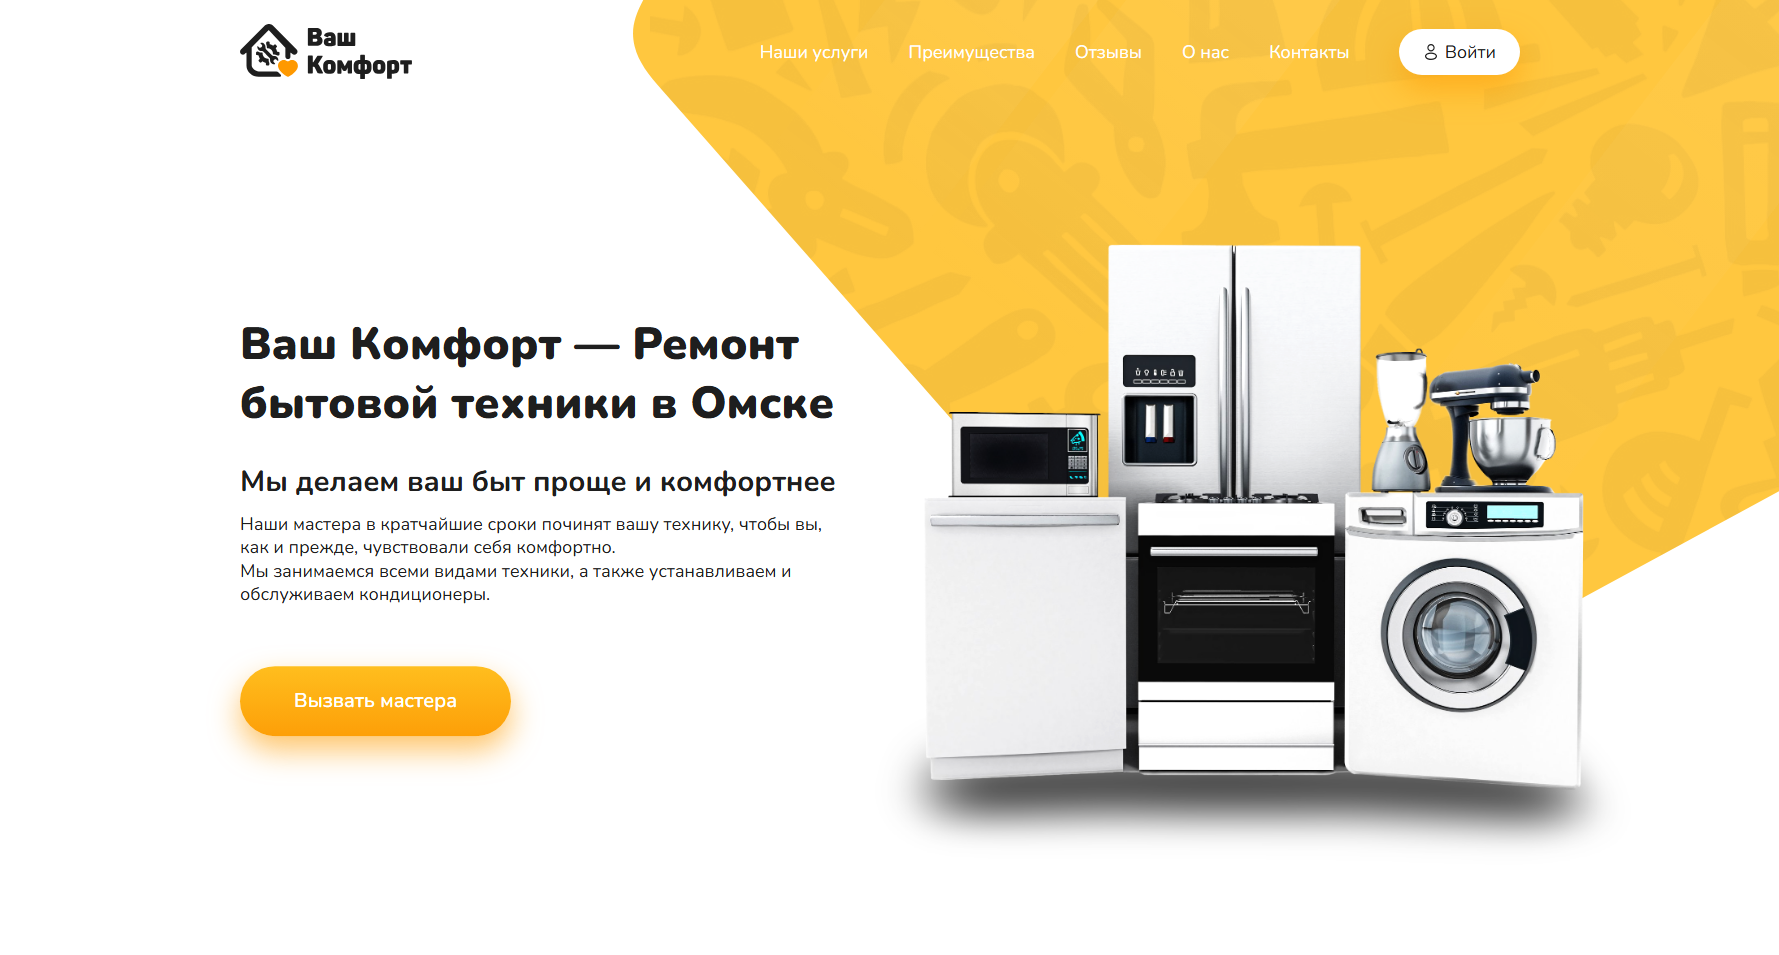 Ваш
Комфорт
Наши услуги
Преимущества
Отзывы
О нас
Контакты
Войти
Ваш Комфорт — Ремонт
бытовой техники в Омске
Мы делаем ваш быт проще и комфортнее
Наши мастера в кратчайшие сроки починят вашу технику, чтобы вы,
как и прежде, чувствовали себя комфортно.
Мы занимаемся всеми видами техники, а также устанавливаем и
обслуживаем кондиционеры.
Вызвать мастера